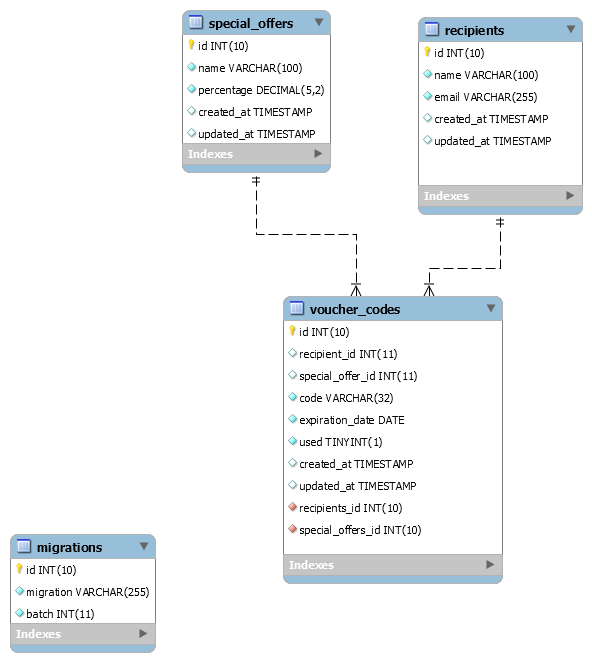 special_offers
id INT(10)
name VARCHAR(100)
percentage DECIMAL(5,2)
created_at TIMESTAMP
updated_at TIMESTAMP
Indexes
recipients
id INT(10)
name VARCHAR(100)
email VARCHAR(255)
created_at TIMESTAMP
updated_at TIMESTAMP
Indexes
voucher_codes
id INT(10)
recipient_id INT(11)
special_offer_id INT(11)
code VARCHAR(32)
expiration_date DATE
used TINYINT(1)
created_at TIMESTAMP
updated_at TIMESTAMP
recipients_id INT(10)
special_offers_id INT(10)
Indexes
migrations
id INT(10)
migration VARCHAR(255)
batch INT(11)
Indexes